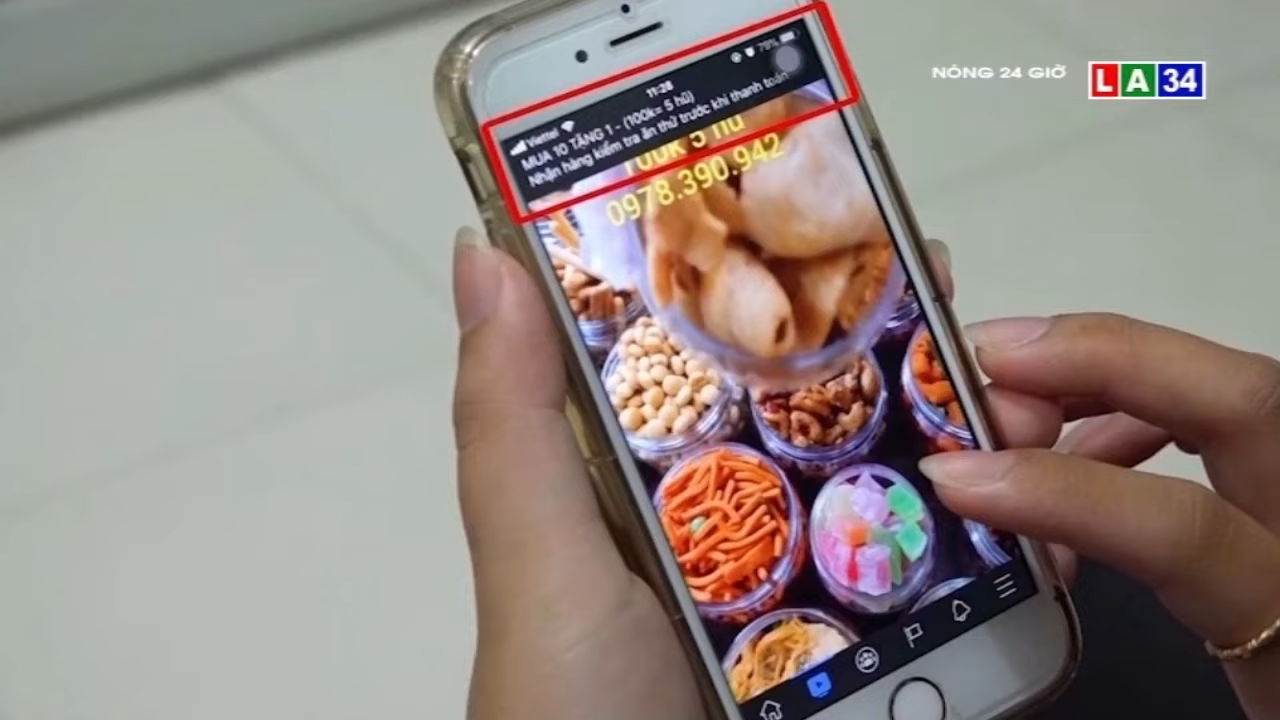 NÓNG 24 GIỜ LA34
Viettel 11:28 79%
MUA 10 TẶNG 1 - (100k= 5 hũ)
Nhận hàng kiểm tra ăn thử trước khi thanh toán
100k 5 hũ
0978.390.942